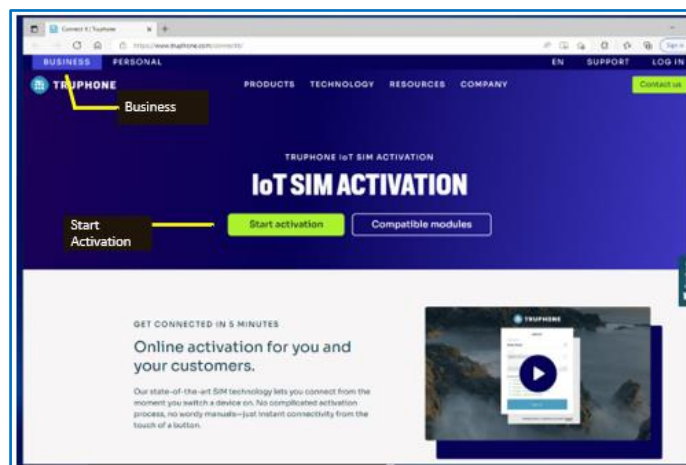 Connect It | Truphone
https://www.truphone.com/connectit/
Sign in
BUSINESS PERSONAL EN SUPPORT LOG IN
TRUPHONE PRODUCTS TECHNOLOGY RESOURCES COMPANY Contact us
Business
TRUPHONE IoT SIM ACTIVATION
IoT SIM ACTIVATION
Start
Activation
Start activation Compatible modules
GET CONNECTED IN 5 MINUTES
Online activation for you and
your customers.
Our state-of-the-art SIM technology lets you connect from the
moment you switch a device on. No complicated activation
process, no wordy manuals—just instant connectivity from the
touch of a button.
TRUPHONE